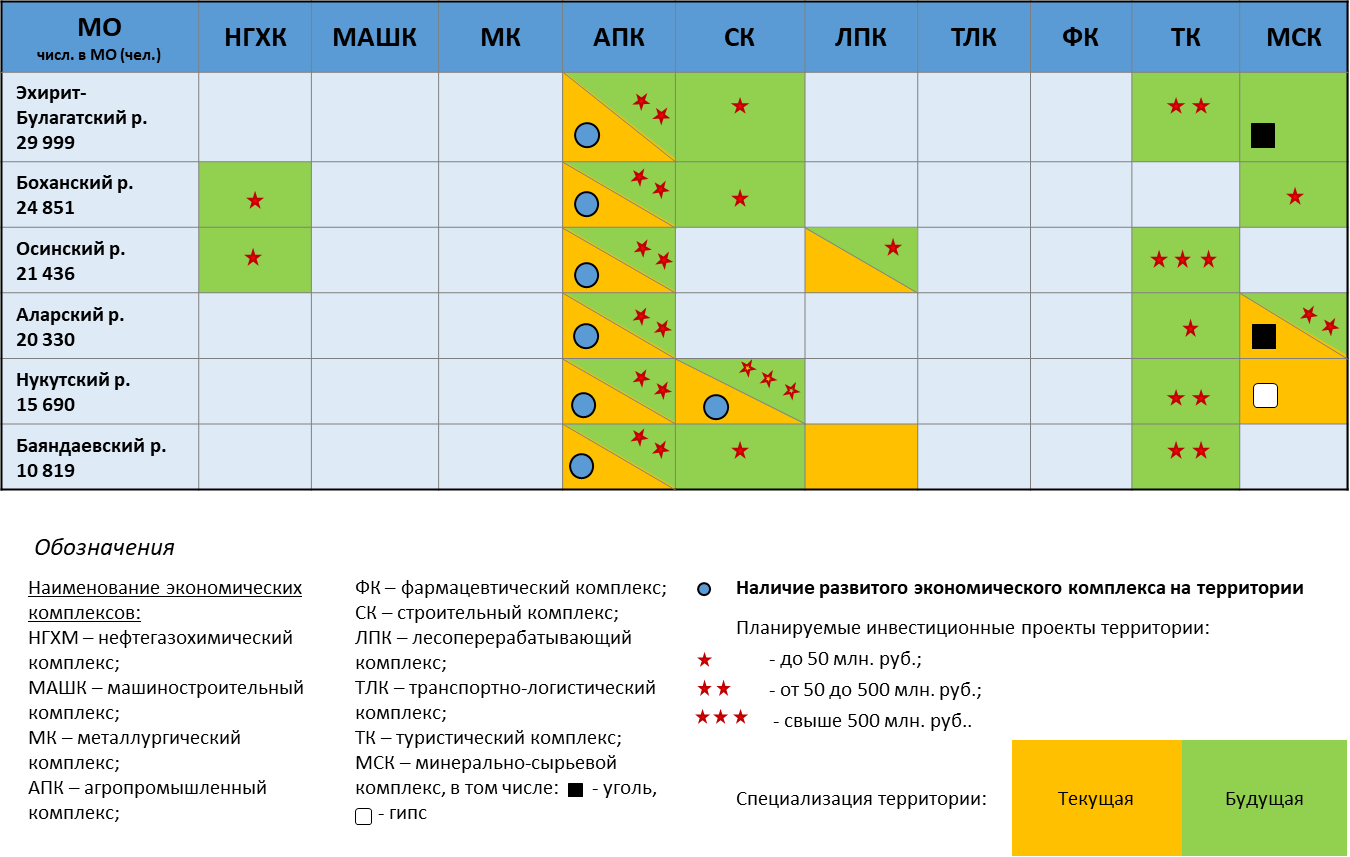 МО
числ. в МО (чел.)
НГХК
МАШК
МК
АПК
СК
ЛПК
ТЛК
ФК
ТК
МСК
Эхирит-
Булагатский р.
29 999
Боханский р.
24 851
Осинский р.
21 436
Аларский р.
20 330
Нукутский р.
15 690
Баяндаевский р.
10 819
Обозначения
Наименование экономических
комплексов:
НГХМ – нефтегазохимический
комплекс;
МАШК – машиностроительный
комплекс;
МК – металлургический
комплекс;
АПК – агропромышленный
комплекс;
ФК – фармацевтический комплекс;
СК – строительный комплекс;
ЛПК – лесоперерабатывающий
комплекс;
ТЛК – транспортно-логистический
комплекс;
ТК – туристический комплекс;
МСК – минерально-сырьевой
комплекс, в том числе: - уголь,
- гипс
Наличие развитого экономического комплекса на территории
Планируемые инвестиционные проекты территории:
- до 50 млн. руб.;
- от 50 до 500 млн. руб.;
- свыше 500 млн. руб..
Специализация территории:
Текущая
Будущая